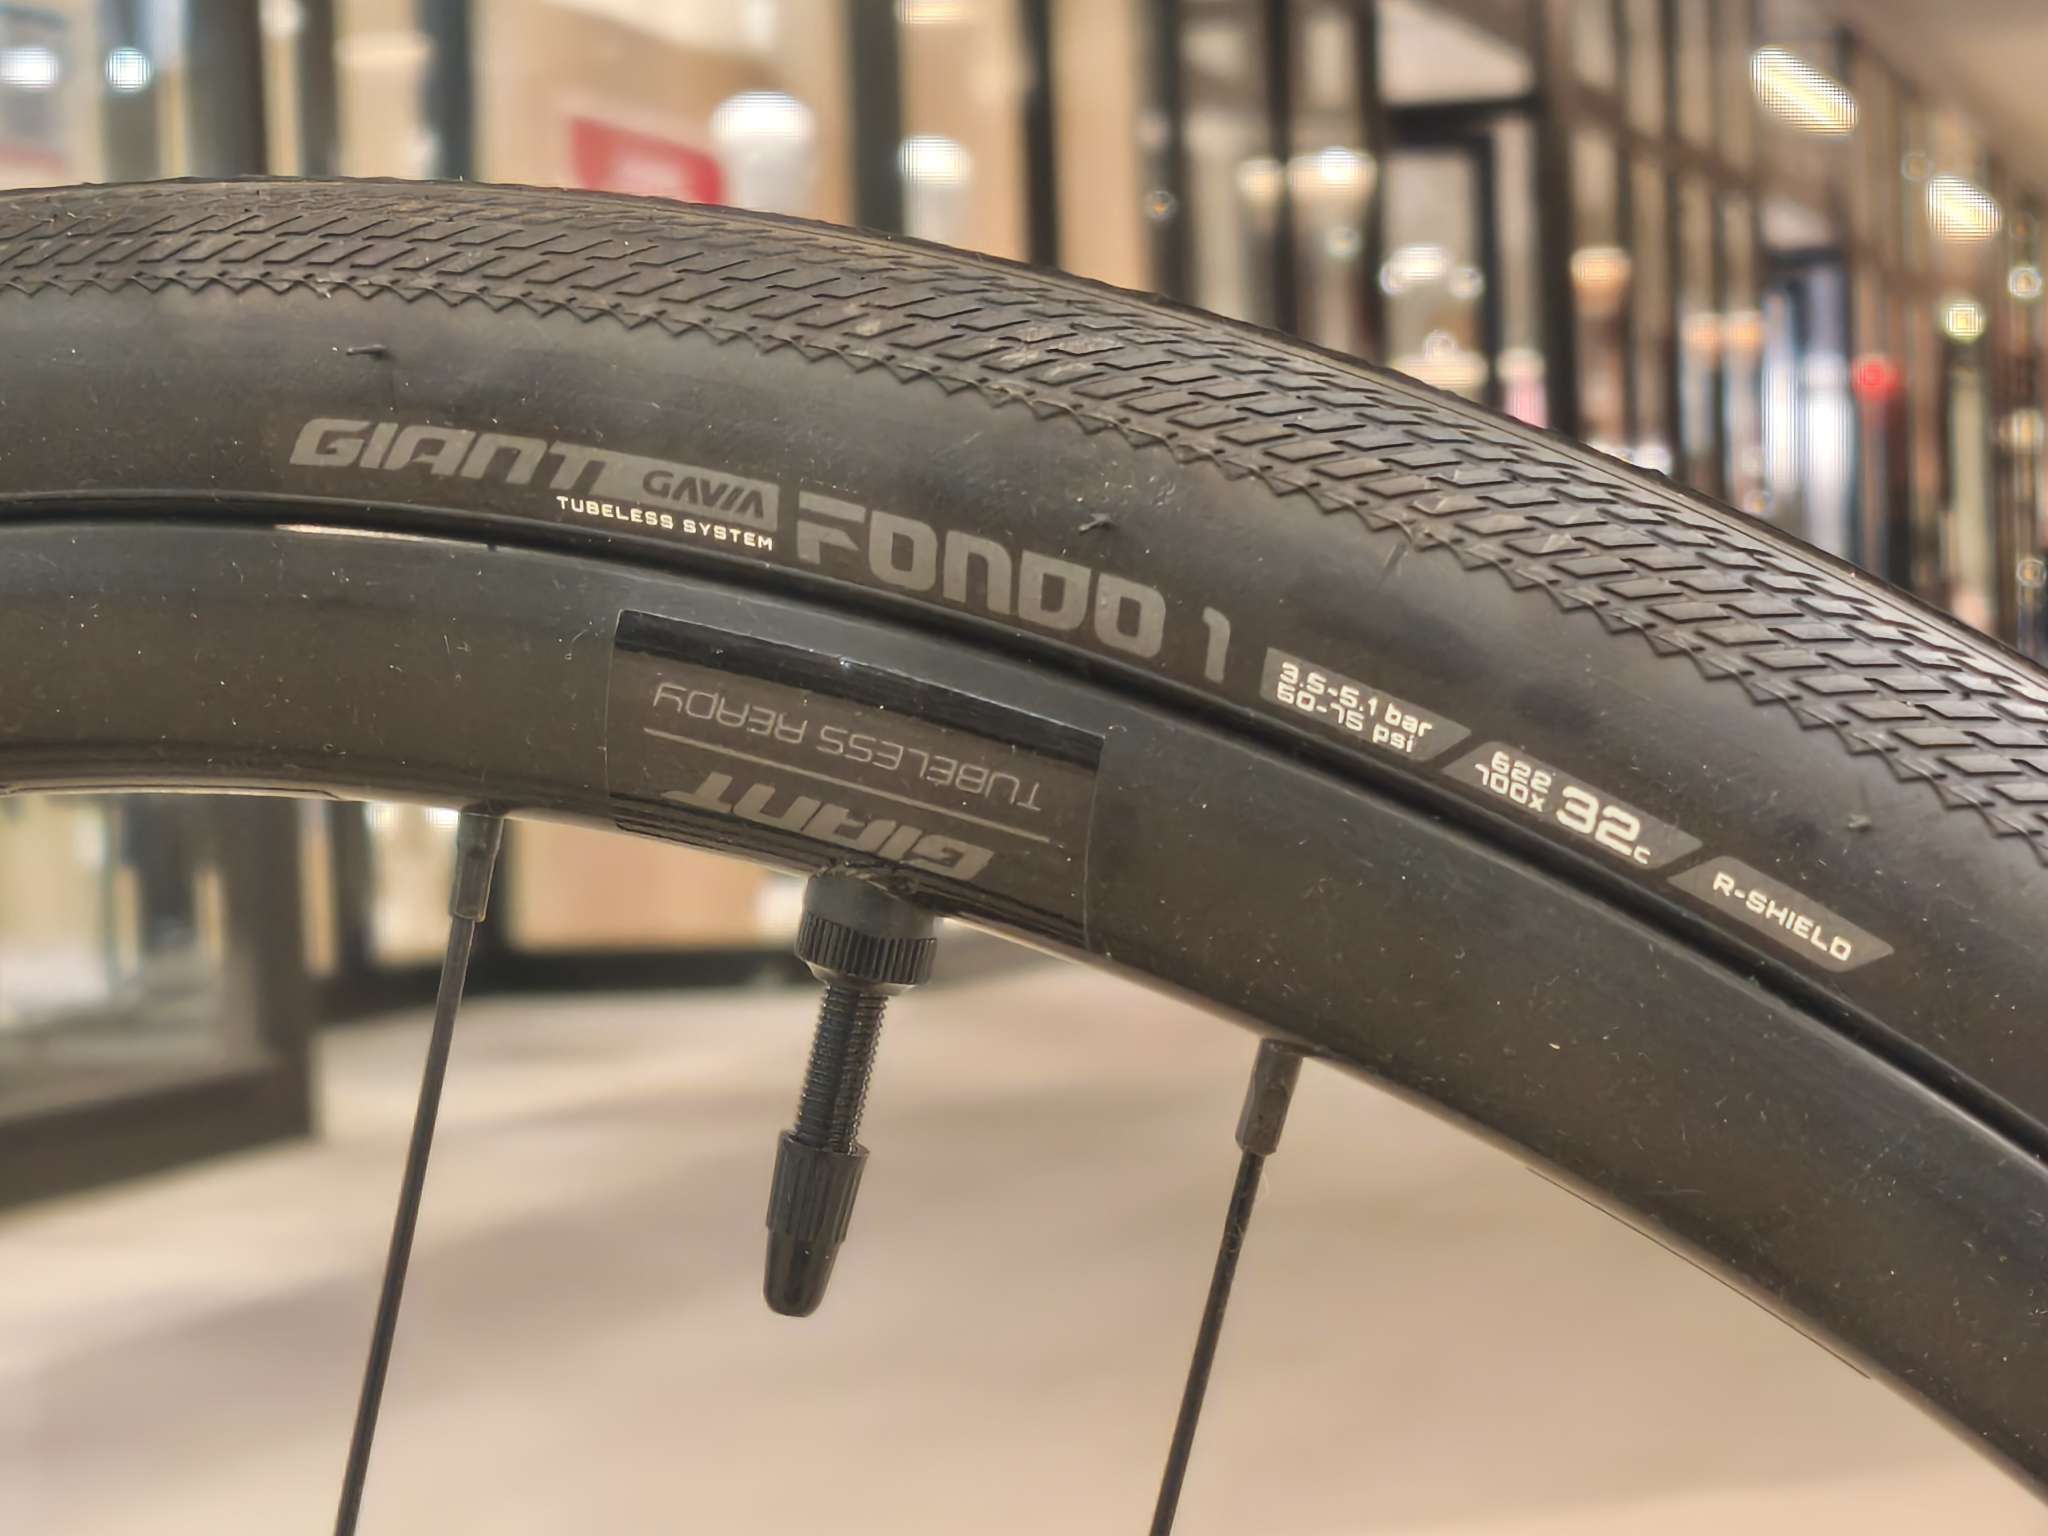 GIANT GAVIA FONDO 1
TUBELESS SYSTEM
3.5-5.1 bar
50-75 psi
622
700x 32c
R-SHIELD
TUBELESS READY
GIANT